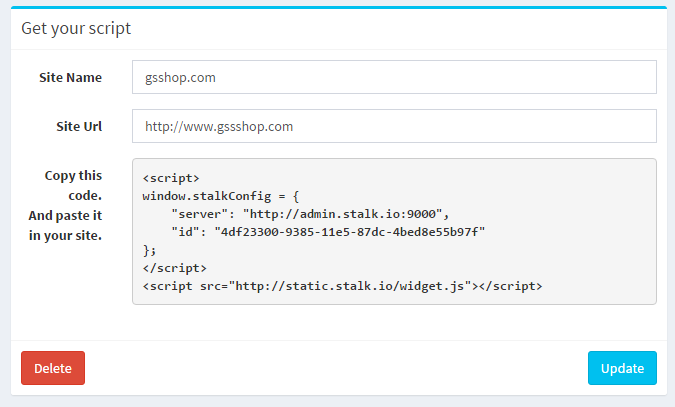 Get your script
Site Name
gsshop.com
Site Url
http://www.gssshop.com
Copy this
code.
And paste it
in your site.
<script>
window.stalkConfig = {
    "server": "http://admin.stalk.io:9000",
    "id": "4df23300-9385-11e5-87dc-4bed8e55b97f"
};
</script>
<script src="http://static.stalk.io/widget.js"></script>
Delete
Update